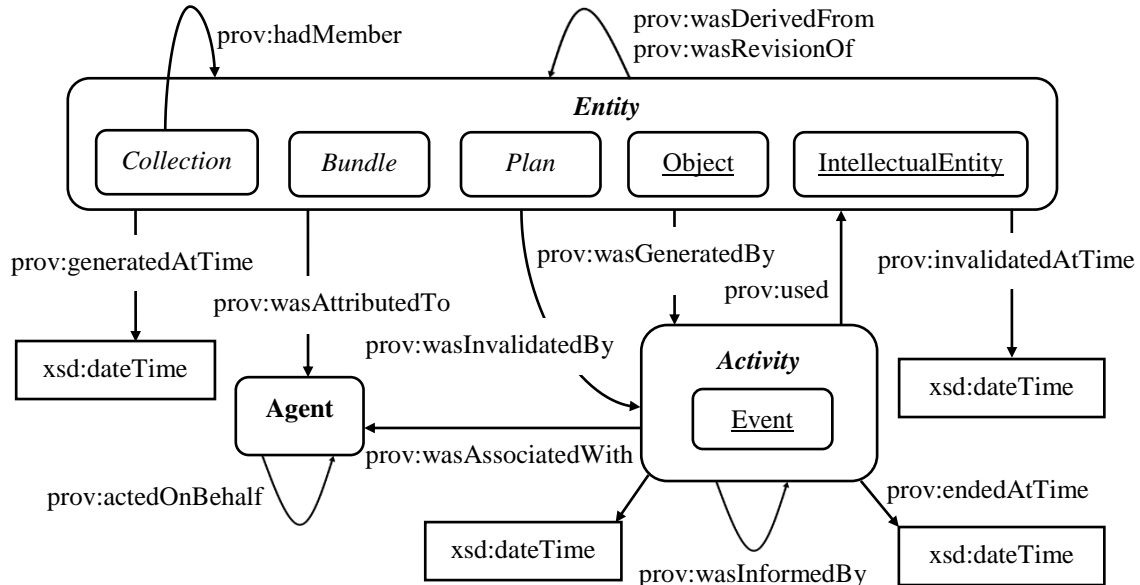 prov:wasDerivedFrom
prov:hadMember
prov:wasRevisionOf
Entity
Collection
Bundle
Plan
Object
IntellectualEntity
prov:generatedAtTime
prov:wasGeneratedBy
prov:invalidatedAtTime
prov:used
prov:wasAttributedTo
prov:wasInvalidatedBy
Activity
xsd:dateTime
xsd:dateTime
Agent
Event
prov:wasAssociatedWith
prov:actedOnBehalf
prov:endedAtTime
xsd:dateTime
xsd:dateTime
prov:wasInformedBy